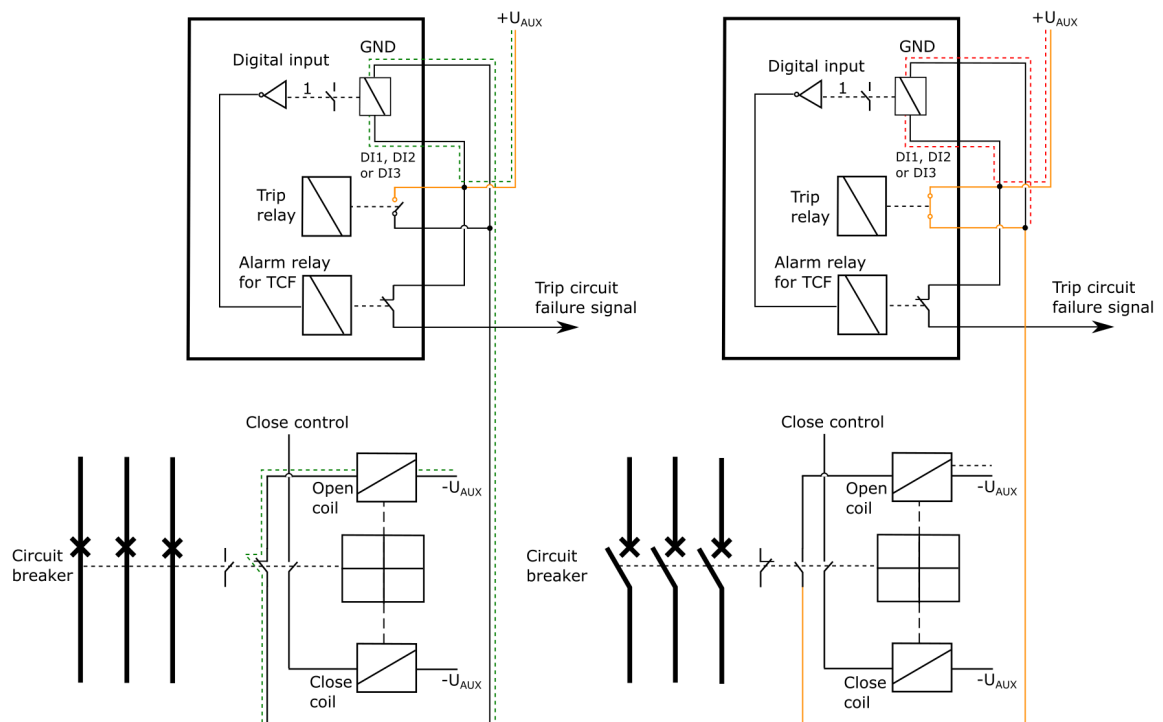 +UAUX
GND
Digital input
1
DI1, DI2
or DI3
Trip
relay
Alarm relay
for TCF
Trip circuit
failure signal
Close control
Open
coil
-UAUX
Circuit
breaker
Close
coil
-UAUX
+UAUX
GND
Digital input
1
DI1, DI2
or DI3
Trip
relay
Alarm relay
for TCF
Trip circuit
failure signal
Close control
Open
coil
-UAUX
Circuit
breaker
Close
coil
-UAUX